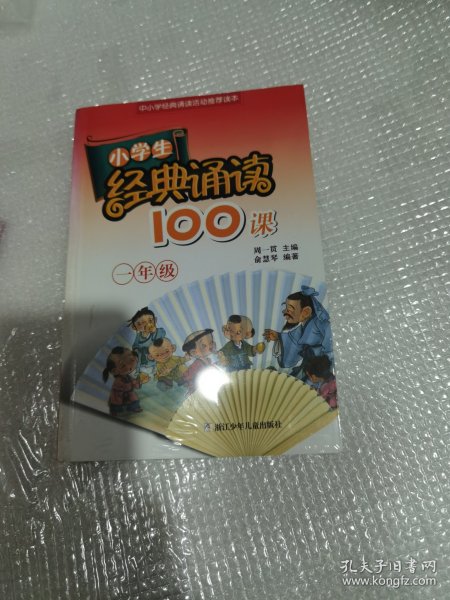 中小学经典诵读活动推荐读本
小学生
经典诵读
100课
周一贯 主编
俞慧琴 编著
一年级
浙江少年儿童出版社
孔夫子旧书网
www.kongfz.com